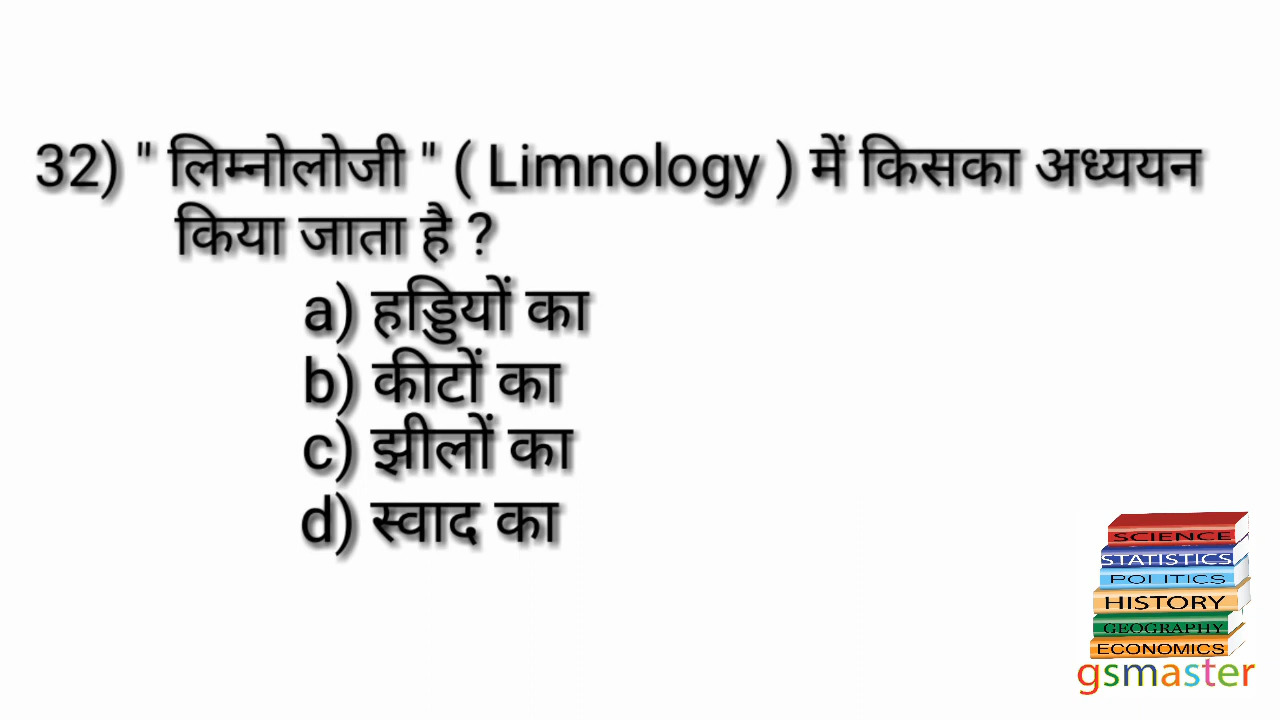 32) " लिम्नोलोजी " ( Limnology ) में किसका अध्ययन
किया जाता है ?
a) हड्डियों का
b) कीटों का
c) झीलों का
d) स्वाद का
SCIENCE
STATISTICS
POLITICS
HISTORY
GEOGRAPHY
ECONOMICS
gsmaster